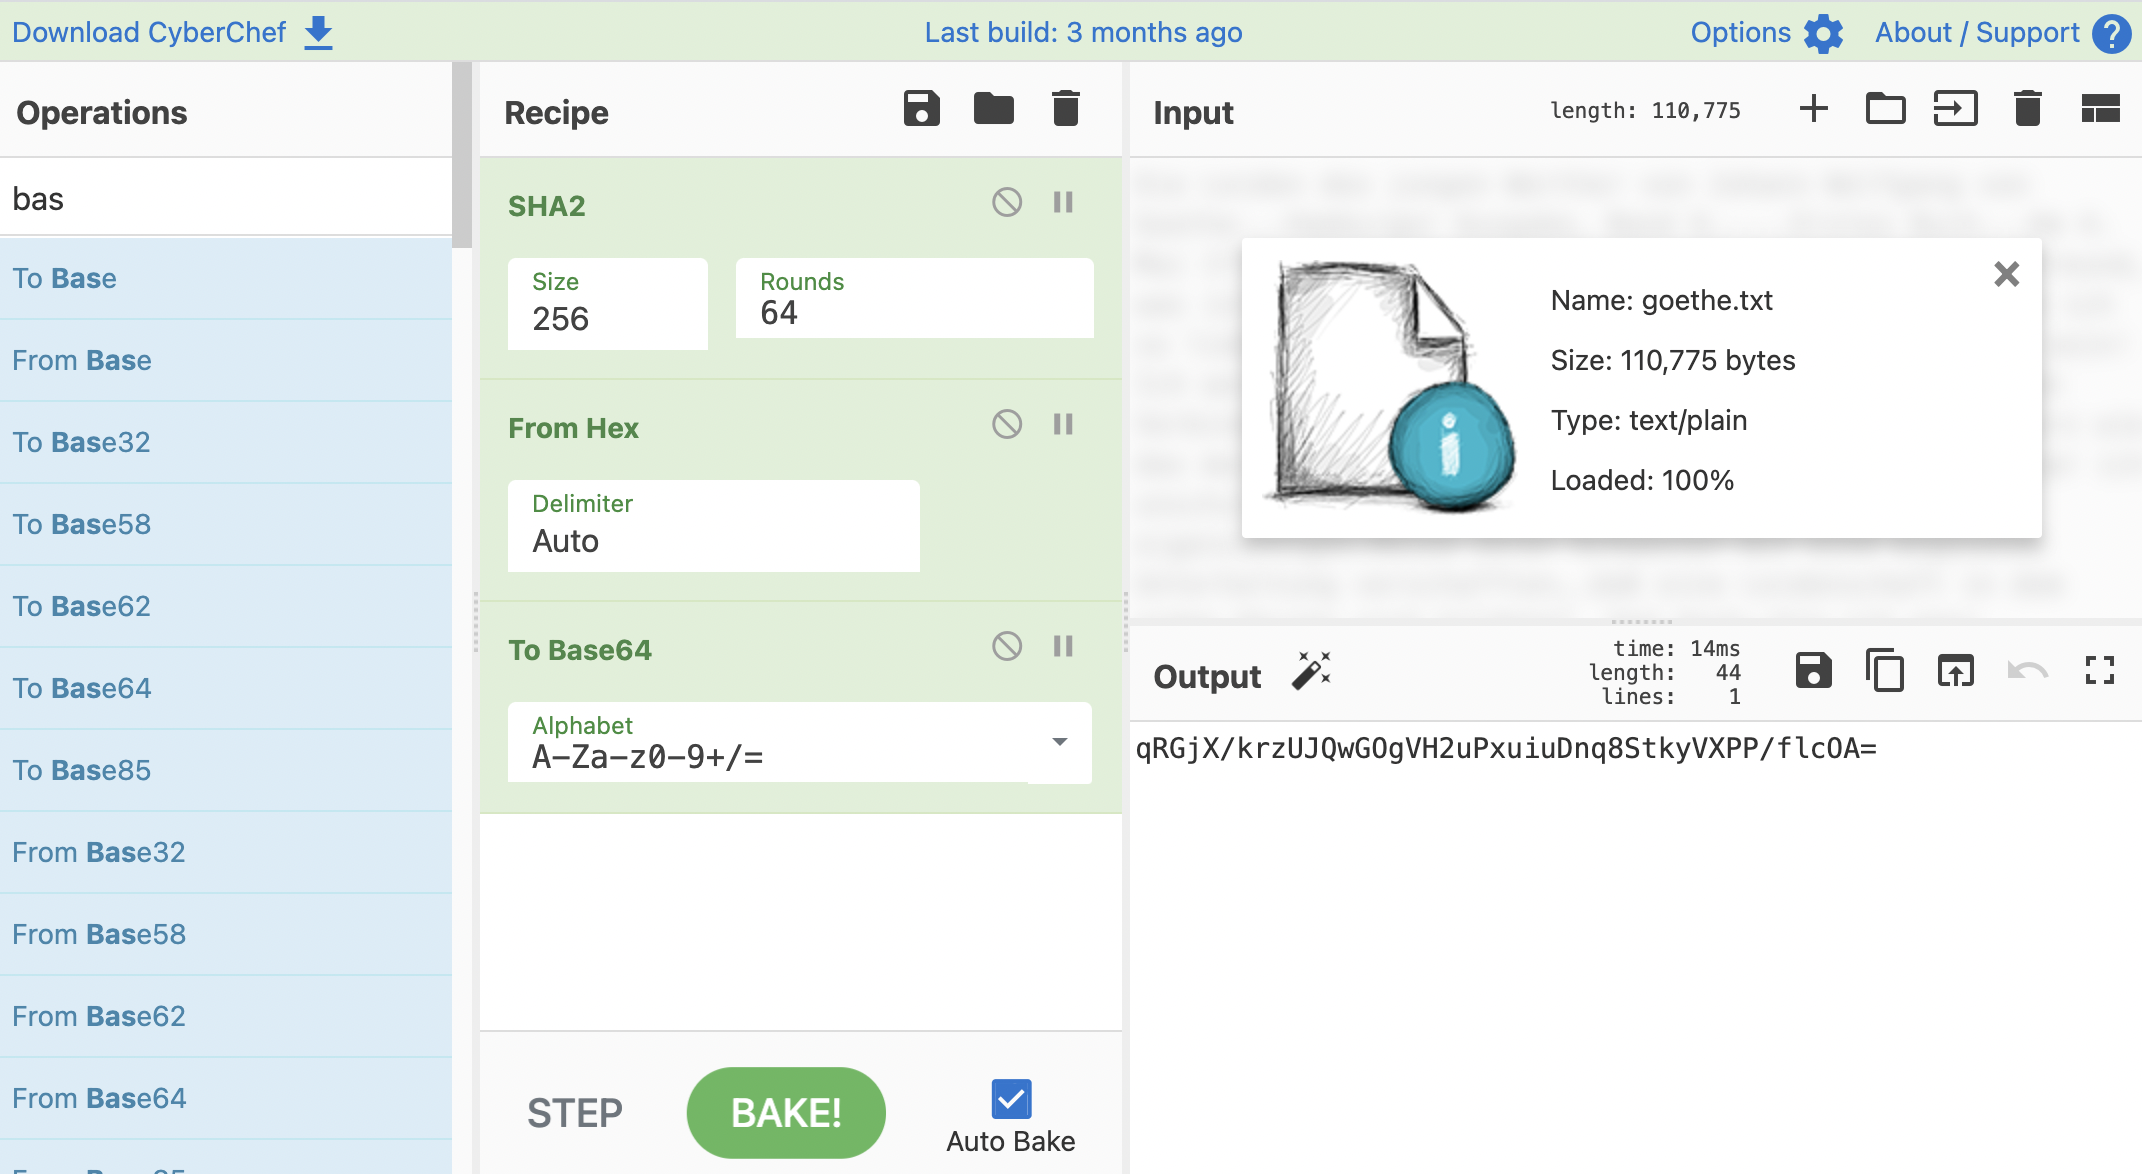 Download CyberChef
Last build: 3 months ago
Options
About / Support
Operations
bas
To Base
From Base
To Base32
To Base58
To Base62
To Base64
To Base85
From Base32
From Base58
From Base62
From Base64
Recipe
SHA2
Size
256
Rounds
64
From Hex
Delimiter
Auto
To Base64
Alphabet
A-Za-z0-9+/=
STEP
BAKE!
Auto Bake
Input
length: 110,775
Name: goethe.txt
Size: 110,775 bytes
Type: text/plain
Loaded: 100%
Output
time: 14ms
length: 44
lines: 1
qRGjX/krzUJQwGOgVH2uPxuiuDnq8StkyVXPP/flcOA=